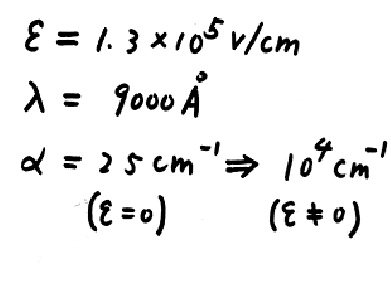 ε = 1.3 × 10⁵ V/cm
λ = 9000 Å
α = 25 cm⁻¹ ⇒ 10⁴ cm⁻¹
(ε = 0) (ε ≠ 0)